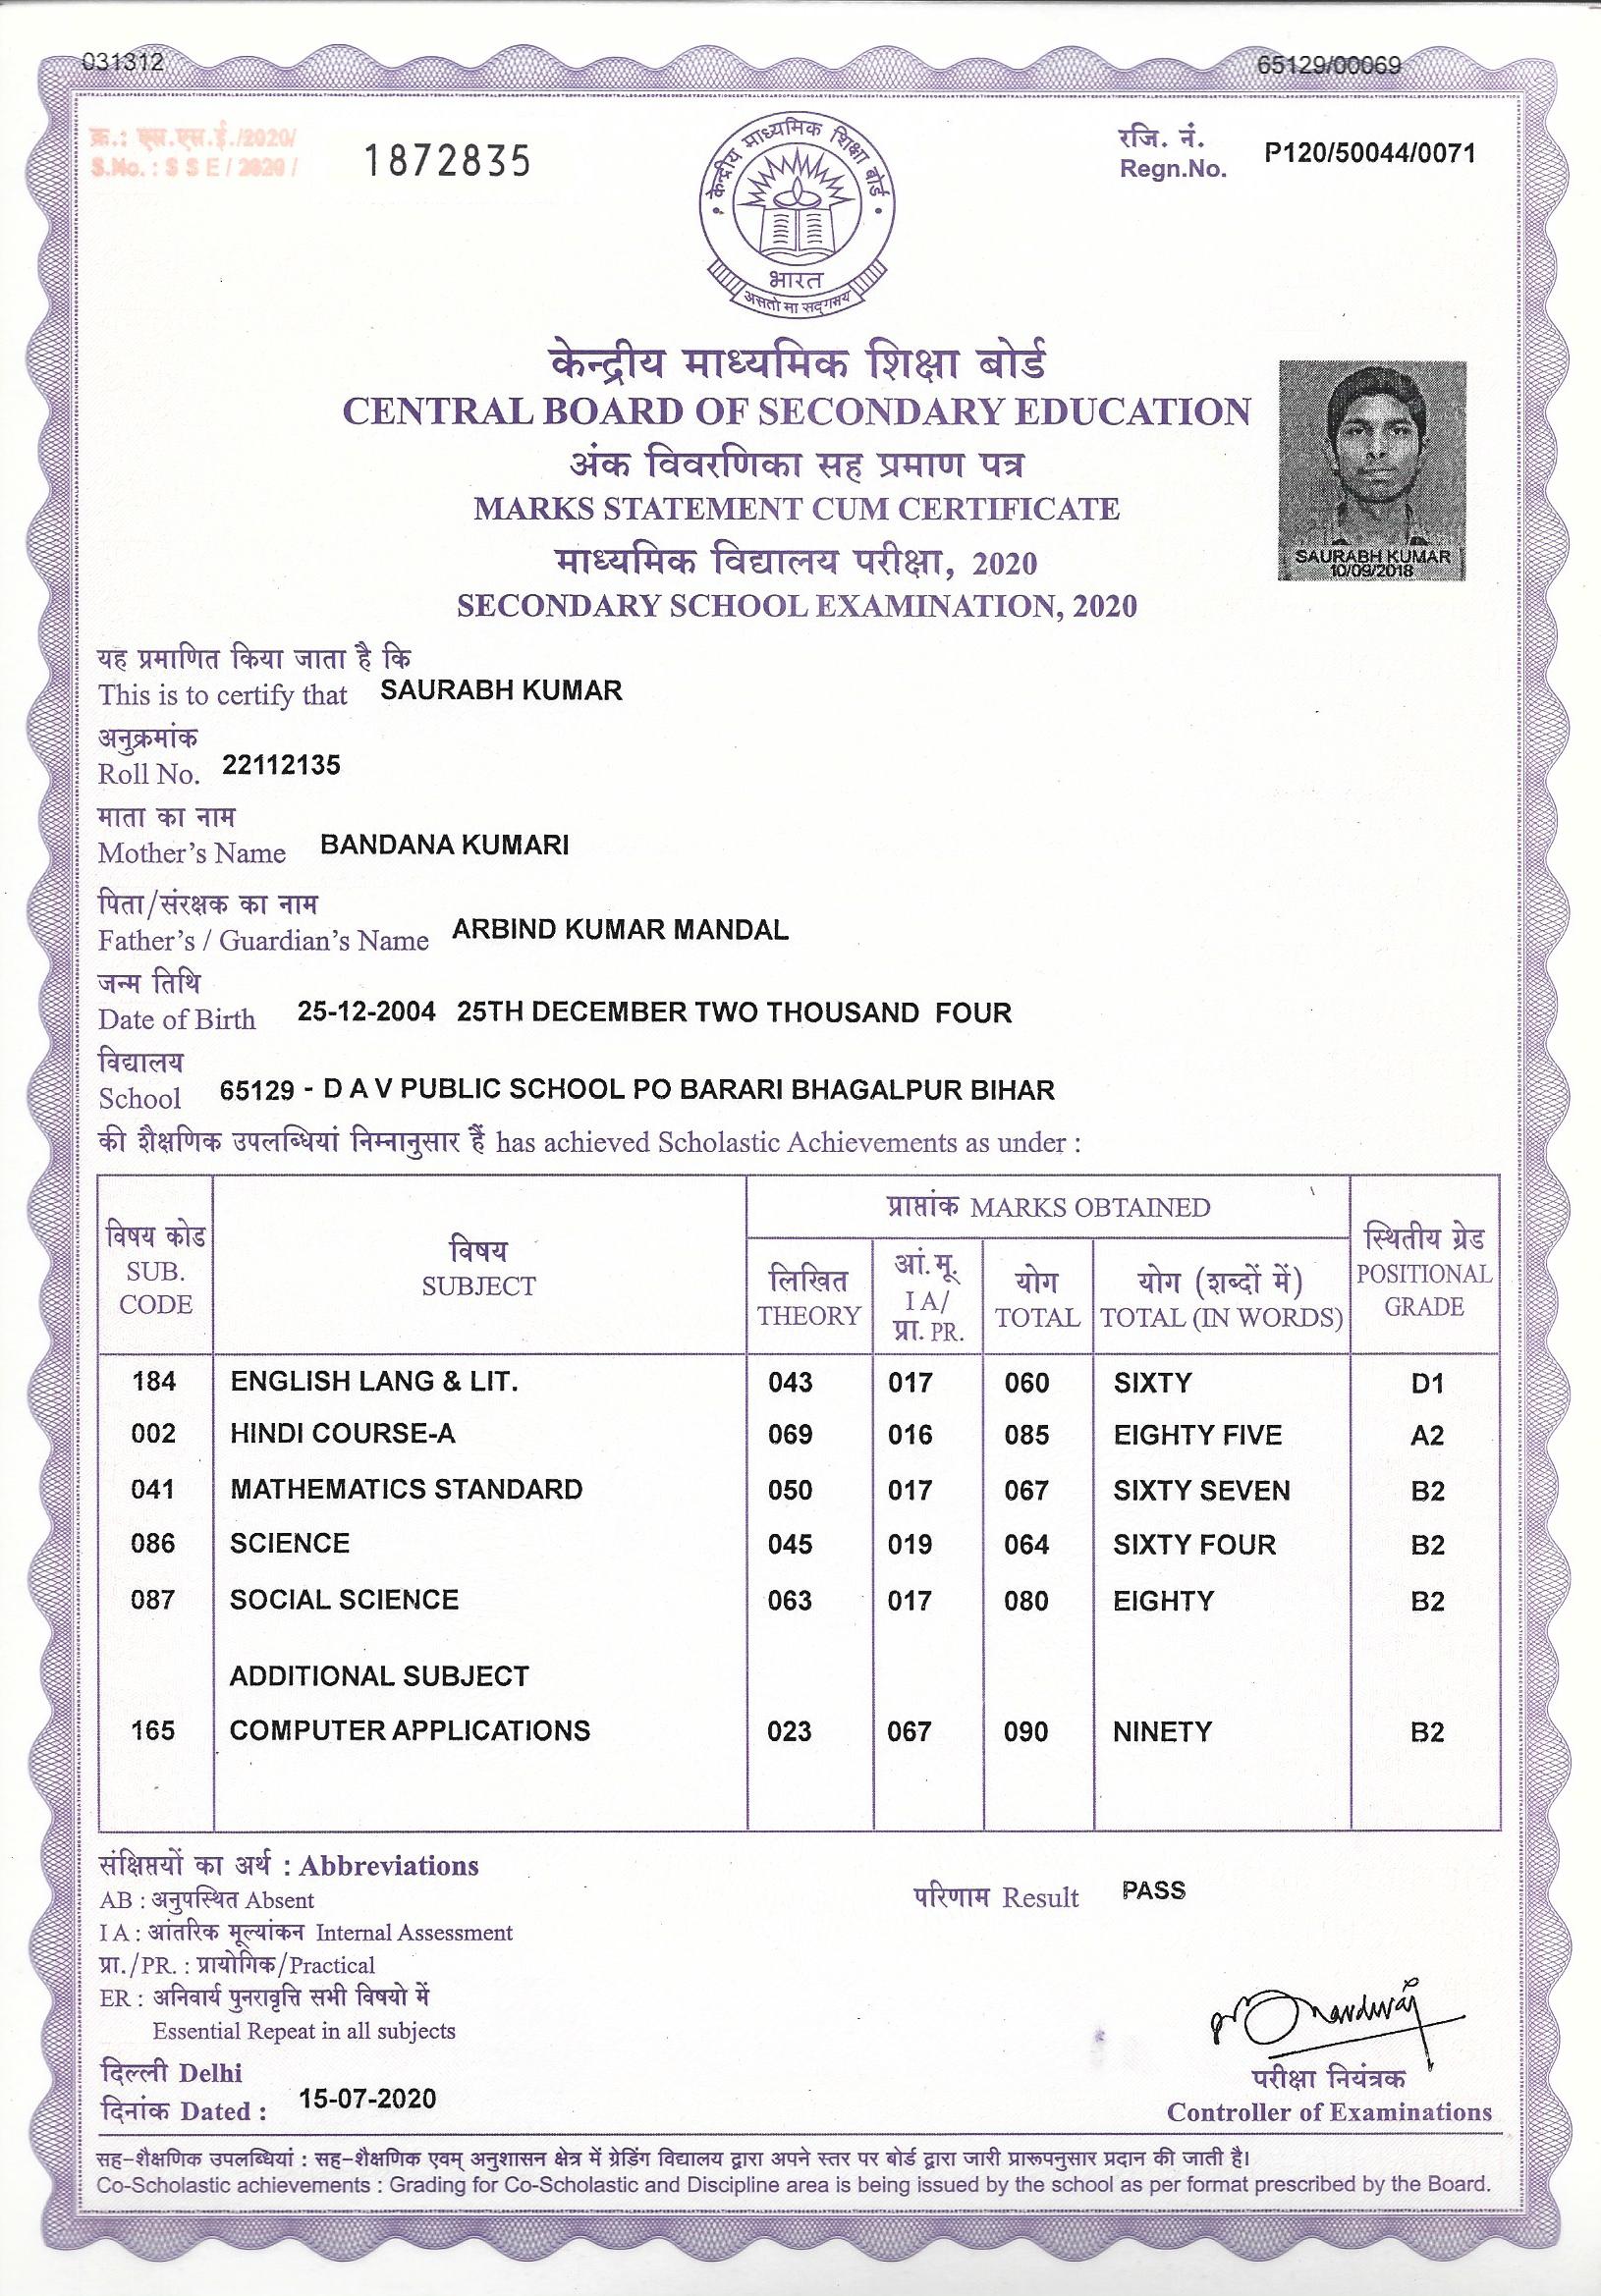 031312
65129/00069
क्र.: एस.एस.ई./2020/
S.No. : S S E / 2020 /
1872835
रजि. नं.
Regn.No. P120/50044/0071
केन्द्रीय माध्यमिक शिक्षा बोर्ड
भारत
असतो मा सद्गमय
केन्द्रीय माध्यमिक शिक्षा बोर्ड
CENTRAL BOARD OF SECONDARY EDUCATION
अंक विवरणिका सह प्रमाण पत्र
MARKS STATEMENT CUM CERTIFICATE
माध्यमिक विद्यालय परीक्षा, 2020
SECONDARY SCHOOL EXAMINATION, 2020
SAURABH KUMAR
10/09/2018
यह प्रमाणित किया जाता है कि
This is to certify that SAURABH KUMAR
अनुक्रमांक
Roll No. 22112135
माता का नाम
Mother's Name BANDANA KUMARI
पिता/संरक्षक का नाम
Father's / Guardian's Name ARBIND KUMAR MANDAL
जन्म तिथि
Date of Birth 25-12-2004 25TH DECEMBER TWO THOUSAND FOUR
विद्यालय
School 65129 - D A V PUBLIC SCHOOL PO BARARI BHAGALPUR BIHAR
की शैक्षणिक उपलब्धियां निम्नानुसार हैं has achieved Scholastic Achievements as under :
विषय कोड
SUB.
CODE
विषय
SUBJECT
प्राप्तांक MARKS OBTAINED
लिखित
THEORY
आं.मू.
I A/
प्रा. PR.
योग
TOTAL
योग (शब्दों में)
TOTAL (IN WORDS)
स्थितीय ग्रेड
POSITIONAL
GRADE
184 ENGLISH LANG & LIT. 043 017 060 SIXTY D1
002 HINDI COURSE-A 069 016 085 EIGHTY FIVE A2
041 MATHEMATICS STANDARD 050 017 067 SIXTY SEVEN B2
086 SCIENCE 045 019 064 SIXTY FOUR B2
087 SOCIAL SCIENCE 063 017 080 EIGHTY B2
ADDITIONAL SUBJECT
165 COMPUTER APPLICATIONS 023 067 090 NINETY B2
संक्षिप्तियों का अर्थ : Abbreviations
AB : अनुपस्थित Absent
I A : आंतरिक मूल्यांकन Internal Assessment
प्रा./PR. : प्रायोगिक/Practical
ER : अनिवार्य पुनरावृत्ति सभी विषयो में
Essential Repeat in all subjects
परिणाम Result PASS
दिल्ली Delhi
दिनांक Dated : 15-07-2020
परीक्षा नियंत्रक
Controller of Examinations
सह-शैक्षणिक उपलब्धियां : सह-शैक्षणिक एवम् अनुशासन क्षेत्र में ग्रेडिंग विद्यालय द्वारा अपने स्तर पर बोर्ड द्वारा जारी प्रारूपनुसार प्रदान की जाती है।
Co-Scholastic achievements : Grading for Co-Scholastic and Discipline area is being issued by the school as per format prescribed by the Board.